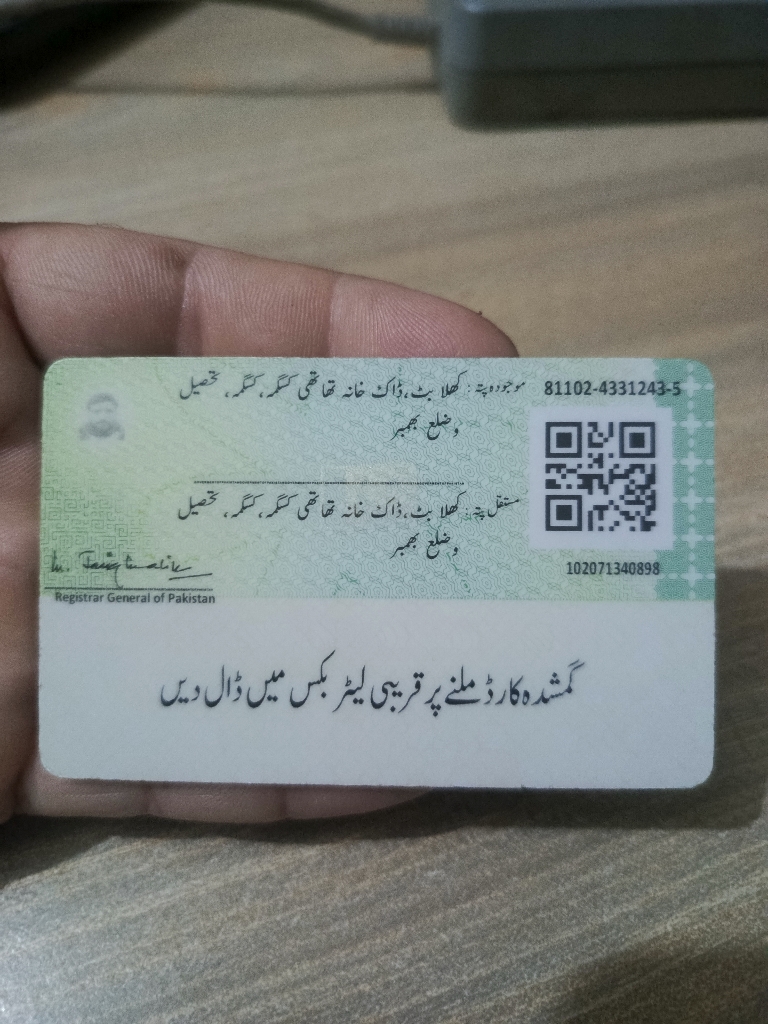 موجودہ پتہ : کھلا بٹ، ڈاک خانہ تھاتھی کسگمہ، کسگمہ، تحصیل
وضلع بھمبر
81102-4331243-5
مستقل پتہ : کھلا بٹ، ڈاک خانہ تھاتھی کسگمہ، کسگمہ، تحصیل
وضلع بھمبر
102071340898
Registrar General of Pakistan
گمشدہ کارڈ ملنے پر قریبی لیٹر بکس میں ڈال دیں